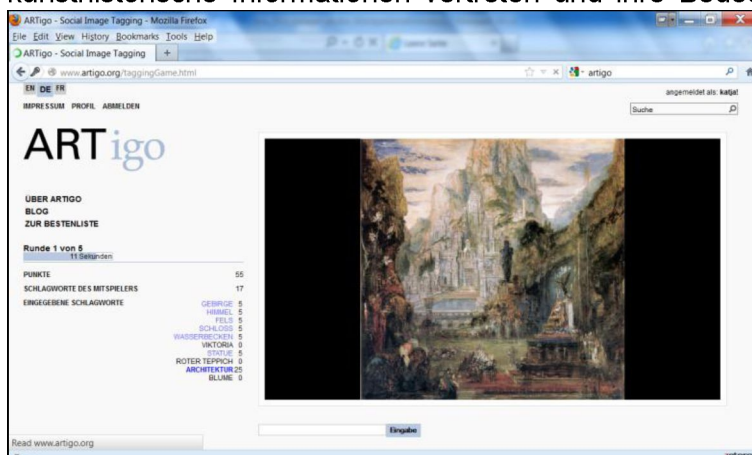 kunsthistorische Informationen vertreten und ihre Bedeu
ARTigo - Social Image Tagging - Mozilla Firefox
File Edit View History Bookmarks Tools Help
ARTigo - Social Image Tagging +
www.artigo.org/taggingGame.html
artigo
EN DE FR
angemeldet als: katja!
IMPRESSUM PROFIL ABMELDEN
Suche
ARTigo
ÜBER ARTIGO
BLOG
ZUR BESTENLISTE
Runde 1 von 5
11 Sekunden
PUNKTE 55
SCHLAGWORTE DES MITSPIELERS 17
EINGEGEBENE SCHLAGWORTE
GEBIRGE 5
HIMMEL 5
FELS 5
SCHLOSS 5
WASSERBECKEN 5
VIKTORIA 0
STATUE 5
ROTER TEPPICH 0
ARCHITEKTUR 25
BLUME 0
Eingabe
Read www.artigo.org